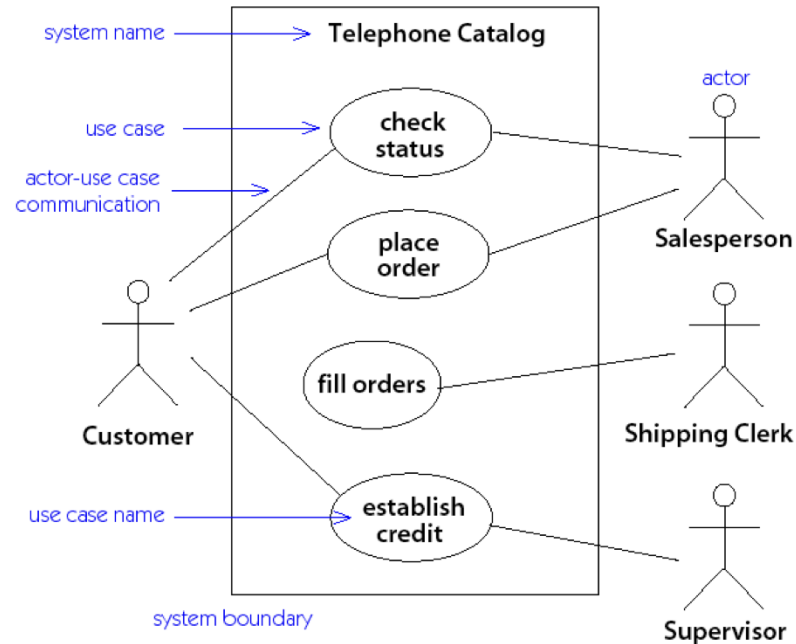 system name
Telephone Catalog
actor
use case
check
status
actor-use case
communication
place
order
Salesperson
fill orders
Customer
Shipping Clerk
use case name
establish
credit
system boundary
Supervisor